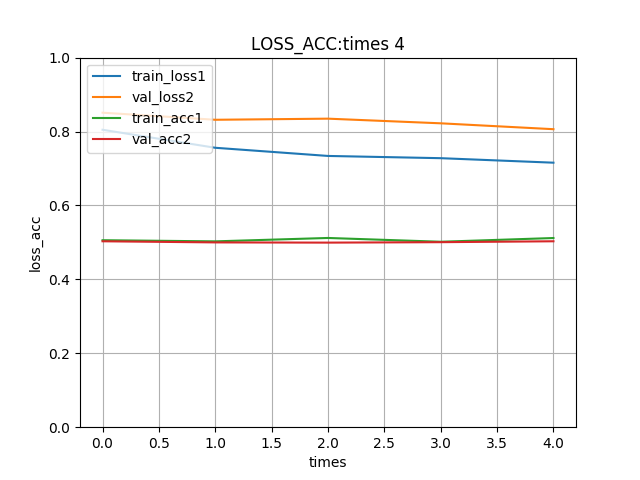 LOSS_ACC:times 4
1.0
0.8
0.6
0.4
0.2
0.0
loss_acc
train_loss1
val_loss2
train_acc1
val_acc2
0.0 0.5 1.0 1.5 2.0 2.5 3.0 3.5 4.0
times